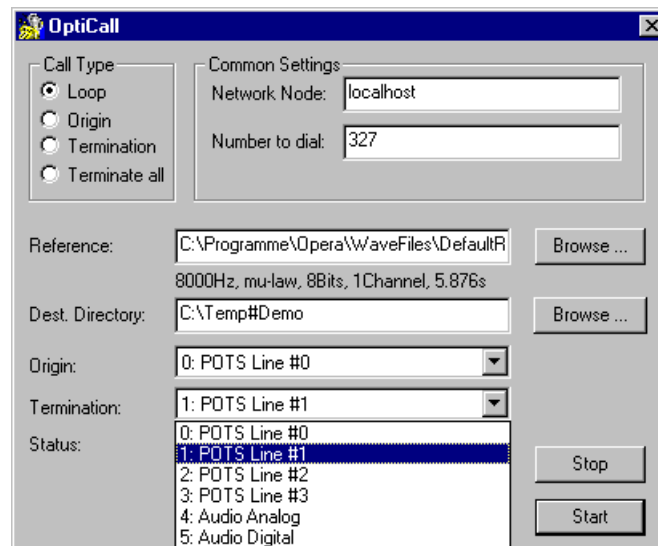 OptiCall
Call Type
Loop
Origin
Termination
Terminate all
Common Settings
Network Node: localhost
Number to dial: 327
Reference: C:\Programme\Opera\WaveFiles\DefaultR Browse ...
8000Hz, mu-law, 8Bits, 1Channel, 5.876s
Dest. Directory: C:\Temp#Demo Browse ...
Origin: 0: POTS Line #0
Termination: 1: POTS Line #1
Status:
0: POTS Line #0
1: POTS Line #1
2: POTS Line #2
3: POTS Line #3
4: Audio Analog
5: Audio Digital
Stop
Start